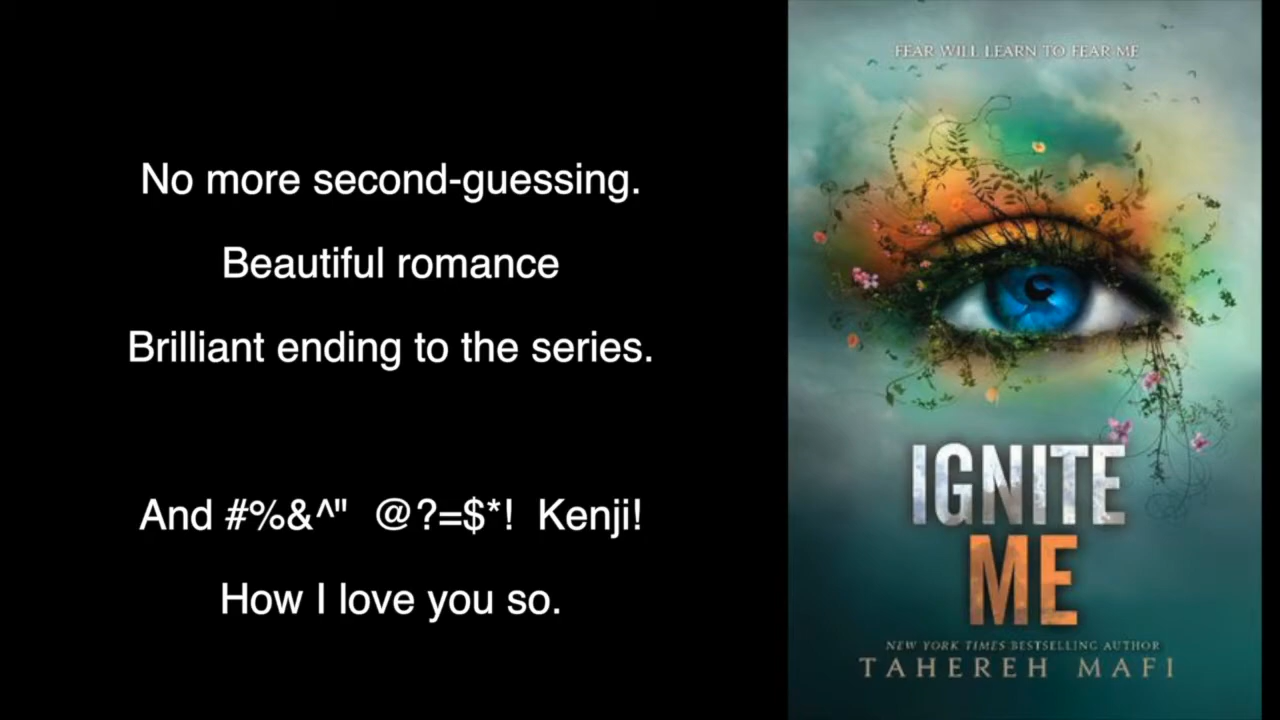 No more second-guessing.
Beautiful romance
Brilliant ending to the series.
And #%&^" @?=$*! Kenji!
How I love you so.
FEAR WILL LEARN TO FEAR ME
IGNITE
ME
NEW YORK TIMES BESTSELLING AUTHOR
TAHEREH MAFI